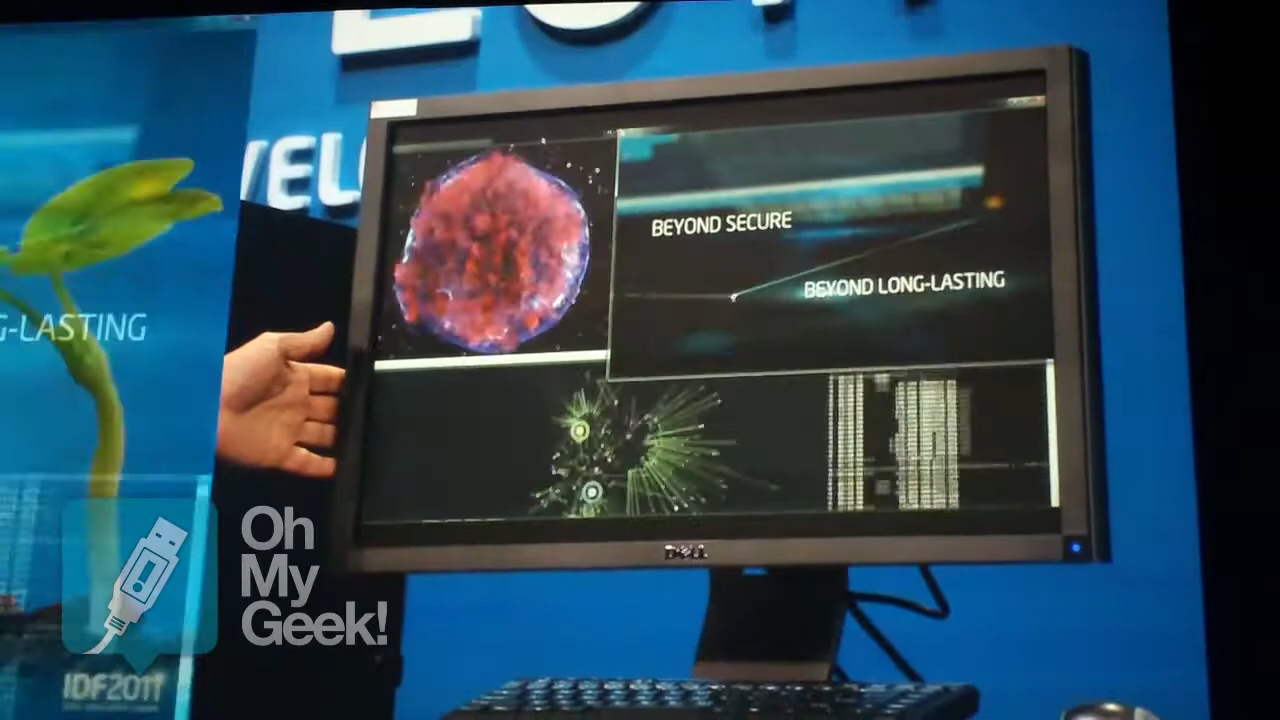 VEL
BEYOND SECURE
BEYOND LONG-LASTING
G-LASTING
DELL
Oh
My
Geek!
IDF2011